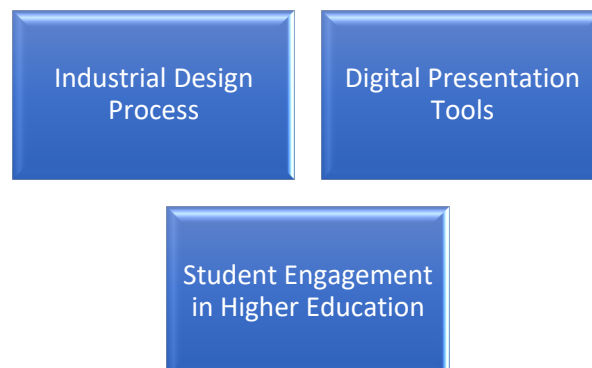 Industrial Design
Process
Digital Presentation
Tools
Student Engagement
in Higher Education